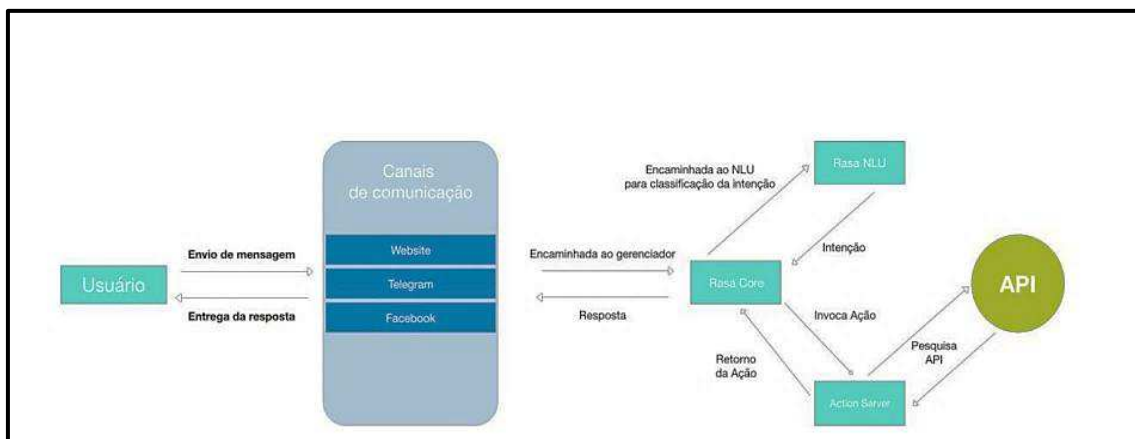 Usuário
Envio de mensagem
Entrega da resposta
Canais
de comunicação
Website
Telegram
Facebook
Encaminhada ao gerenciador
Resposta
Rasa Core
Encaminhada ao NLU
para classificação da intenção
Rasa NLU
Intenção
Invoca Ação
Retorno
da Ação
Action Server
Pesquisa
API
API